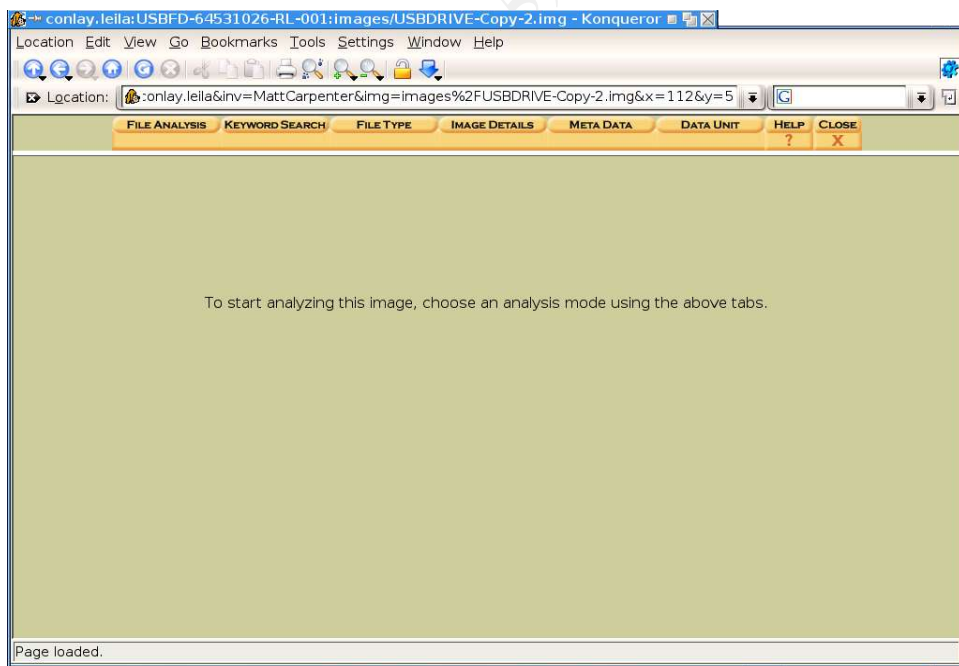 conlay.leila:USBFD-64531026-RL-001:images/USBDRIVE-Copy-2.img - Konqueror
Location Edit View Go Bookmarks Tools Settings Window Help
Location: :onlay.leila&inv=MattCarpenter&img=images%2FUSBDRIVE-Copy-2.img&x=112&y=5
FILE ANALYSIS KEYWORD SEARCH FILE TYPE IMAGE DETAILS META DATA DATA UNIT HELP CLOSE
? X
To start analyzing this image, choose an analysis mode using the above tabs.
Page loaded.